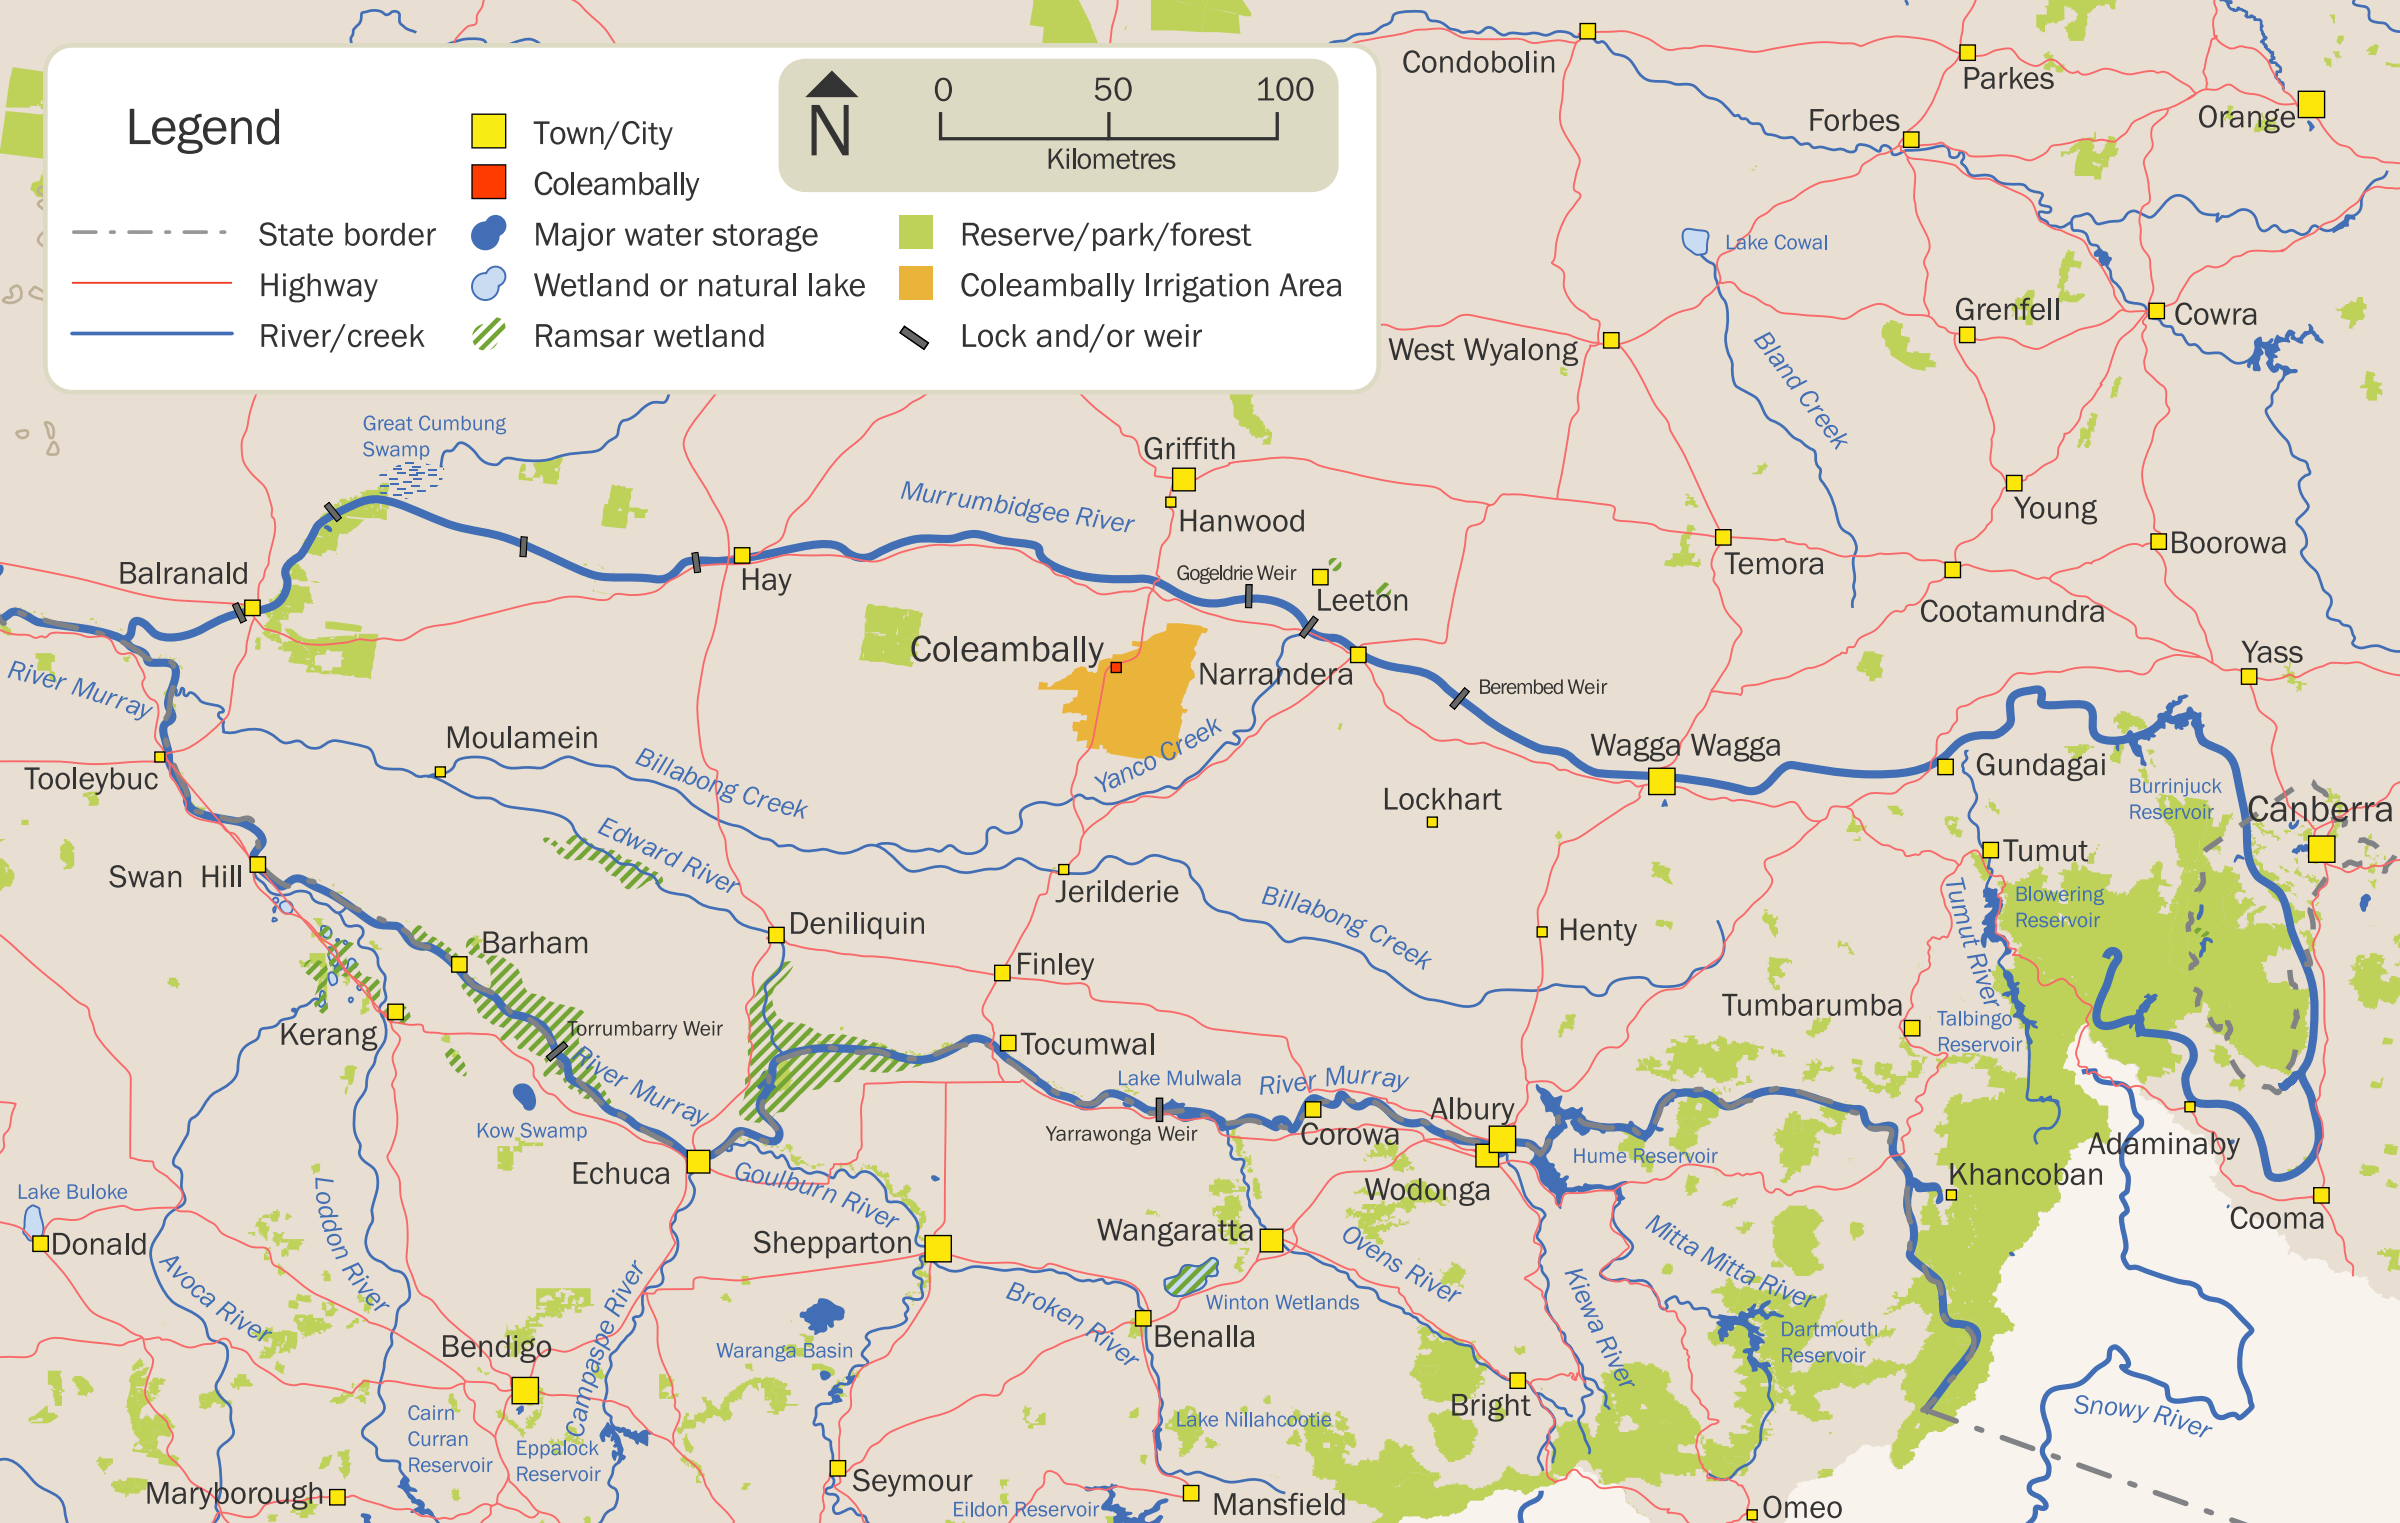 Legend
State border
Highway
River/creek
Town/City
Coleambally
Major water storage
Wetland or natural lake
Ramsar wetland
N
0 50 100
Kilometres
Reserve/park/forest
Coleambally Irrigation Area
Lock and/or weir
Condobolin
Parkes
Forbes
Orange
Lake Cowal
West Wyalong
Bland Creek
Grenfell
Cowra
Great Cumbung
Swamp
Griffith
Murrumbidgee River
Hanwood
Young
Boorowa
Temora
Balranald
Hay
Gogeldrie Weir
Leeton
Cootamundra
Coleambally
Narrandera
Berembed Weir
Yass
River Murray
Moulamein
Tooleybuc
Billabong Creek
Yanco Creek
Wagga Wagga
Gundagai
Burrinjuck
Reservoir
Canberra
Lockhart
Edward River
Swan Hill
Jerilderie
Billabong Creek
Tumut
Tumut River
Blowering
Reservoir
Deniliquin
Barham
Finley
Henty
Kerang
Torrumbarry Weir
River Murray
Tocumwal
Tumbarumba
Talbingo
Reservoir
Lake Mulwala
River Murray
Albury
Yarrawonga Weir
Corowa
Kow Swamp
Echuca
Goulburn River
Hume Reservoir
Adaminaby
Khancoban
Wodonga
Lake Buloke
Donald
Loddon River
Avoca River
Shepparton
Wangaratta
Ovens River
Mitta Mitta River
Cooma
Kiewa River
Winton Wetlands
Broken River
Benalla
Waranga Basin
Bendigo
Campaspe River
Dartmouth
Reservoir
Bright
Snowy River
Cairn
Curran
Reservoir
Eppalock
Reservoir
Lake Nillahcootie
Maryborough
Seymour
Eildon Reservoir
Mansfield
Omeo